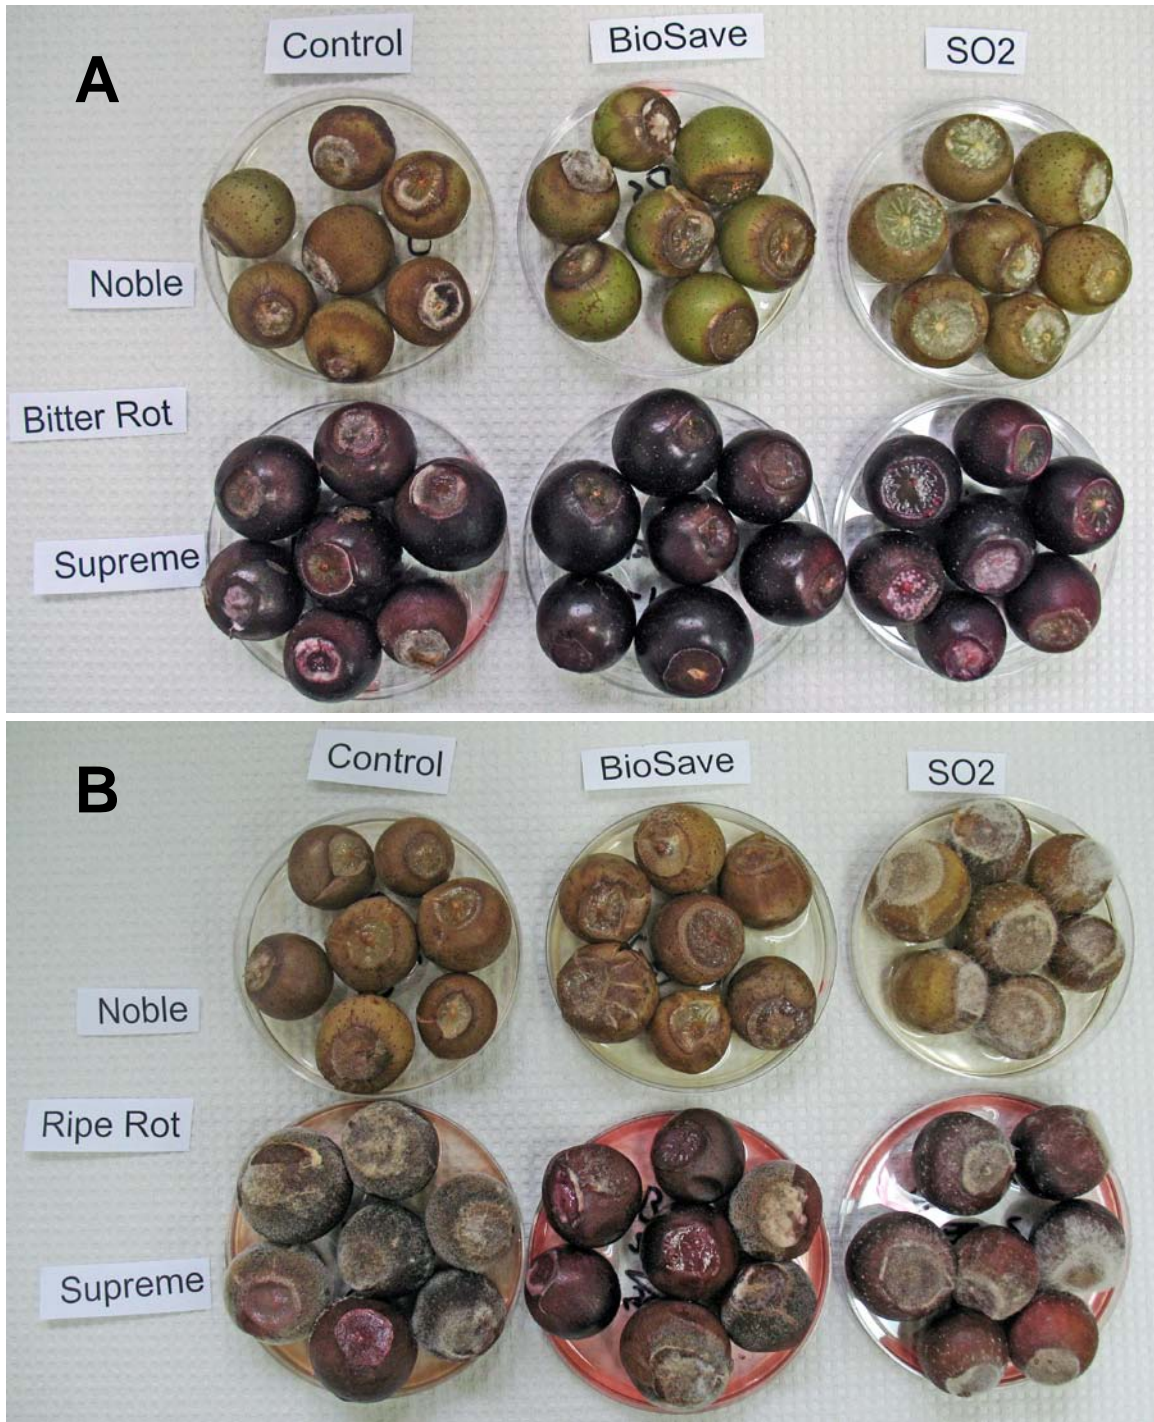 A
Control
BioSave
SO2
Noble
Bitter Rot
Supreme
B
Control
BioSave
SO2
Noble
Ripe Rot
Supreme